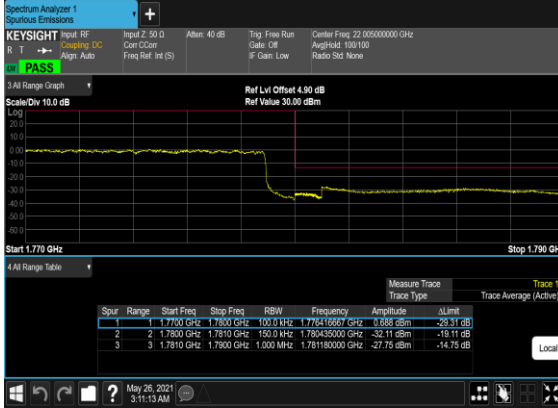 Spectrum Analyzer 1
Spurious Emissions
+
KEYSIGHT Input: RF Input Z: 50 Ω Atten: 40 dB Trig: Free Run Center Freq: 22.005000000 GHz
R T Coupling: DC Corr CCorr Gate: Off Avg|Hold: 100/100
Align: Auto Freq Ref: Int (S) IF Gain: Low Radio Std: None
LXI PASS
3 All Range Graph Ref Lvl Offset 4.90 dB
Scale/Div 10.0 dB Ref Value 30.00 dBm
Log
20.0
10.0
0.00
-10.0
-20.0
-30.0
-40.0
-50.0
-60.0
Start 1.770 GHz Stop 1.790 GH
4 All Range Table
Measure Trace Trace 1
Trace Type Trace Average (Active)
Spur Range Start Freq Stop Freq RBW Frequency Amplitude ΔLimit
1 1 1.7700 GHz 1.7800 GHz 100.0 kHz 1.776416667 GHz 0.688 dBm -29.31 dB
2 2 1.7800 GHz 1.7810 GHz 150.0 kHz 1.780435000 GHz -32.11 dBm -19.11 dB
3 3 1.7810 GHz 1.7900 GHz 1.000 MHz 1.781180000 GHz -27.75 dBm -14.75 dB
Local
? May 26, 2021
3:11:13 AM